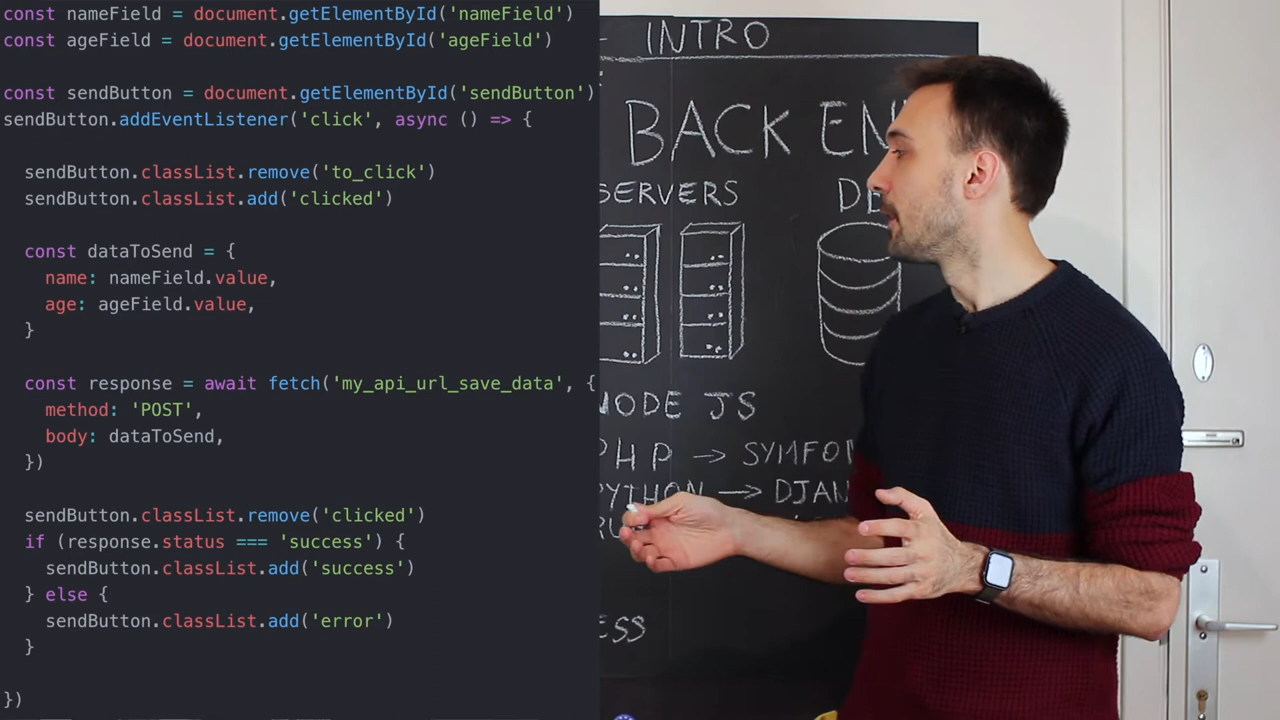 const nameField = document.getElementById('nameField')
const ageField = document.getElementById('ageField')
const sendButton = document.getElementById('sendButton')
sendButton.addEventListener('click', async () => {
sendButton.classList.remove('to_click')
sendButton.classList.add('clicked')
const dataToSend = {
name: nameField.value,
age: ageField.value,
}
const response = await fetch('my_api_url_save_data', {
method: 'POST',
body: dataToSend,
})
sendButton.classList.remove('clicked')
if (response.status === 'success') {
sendButton.classList.add('success')
} else {
sendButton.classList.add('error')
}
})
- INTRO
BACK EN
SERVERS
DB
NODE JS
PHP → SYMFON
PYTHON → DJAN
RU
ESS